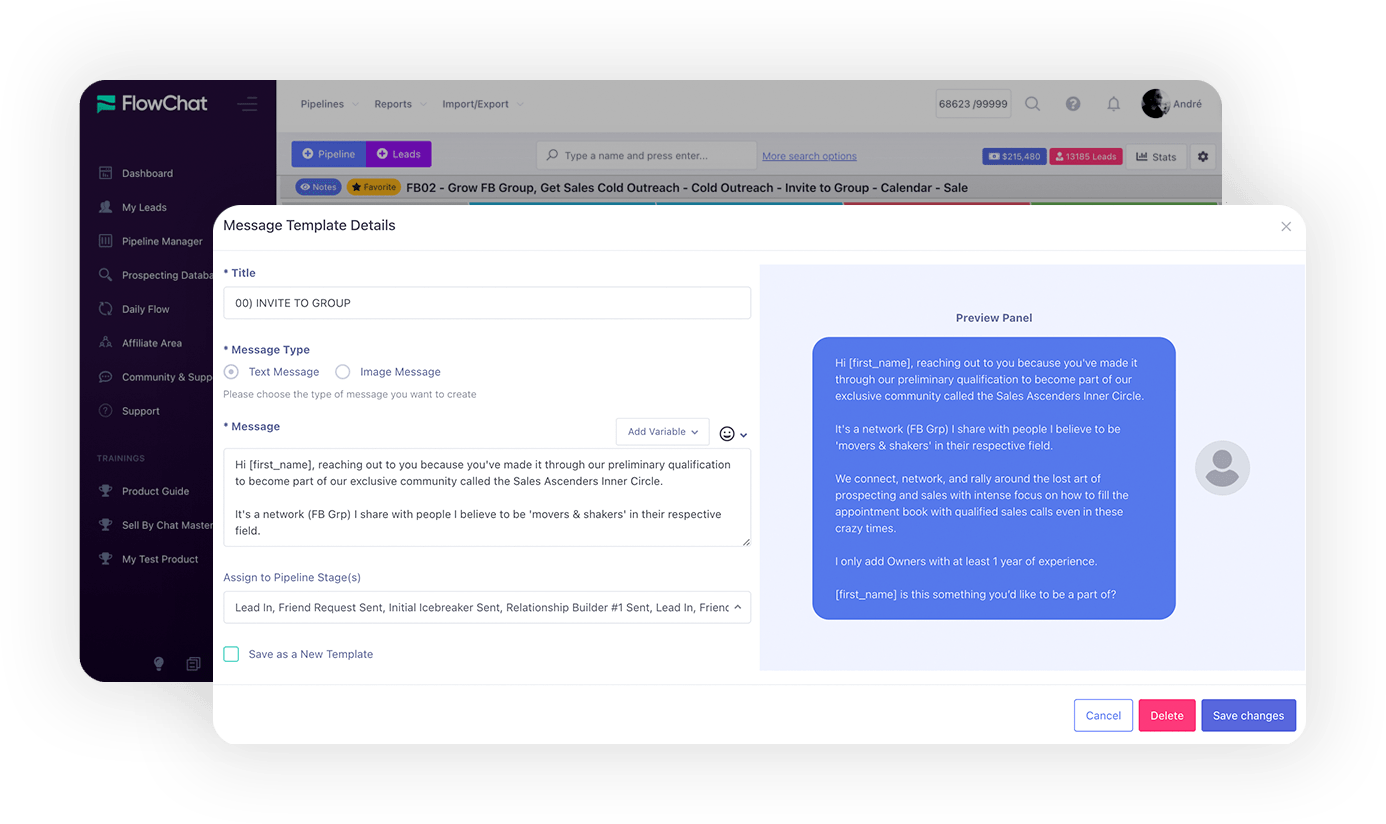 FlowChat
Pipelines Reports Import/Export
68623 /99999
André
Pipeline
Leads
Type a name and press enter...
More search options
$215,480
13185 Leads
Stats
Notes
Favorite
FB02 - Grow FB Group, Get Sales Cold Outreach - Cold Outreach - Invite to Group - Calendar - Sale
Dashboard
My Leads
Pipeline Manager
Prospecting Databa
Daily Flow
Affiliate Area
Community & Supp
Support
TRAININGS
Product Guide
Sell By Chat Master
My Test Product
Message Template Details
* Title
00) INVITE TO GROUP
* Message Type
Text Message Image Message
Please choose the type of message you want to create
* Message
Add Variable
Hi [first_name], reaching out to you because you've made it through our preliminary qualification
to become part of our exclusive community called the Sales Ascenders Inner Circle.
It's a network (FB Grp) I share with people I believe to be 'movers & shakers' in their respective
field.
Assign to Pipeline Stage(s)
Lead In, Friend Request Sent, Initial Icebreaker Sent, Relationship Builder #1 Sent, Lead In, Frienc
Save as a New Template
Preview Panel
Hi [first_name], reaching out to you because you've made it
through our preliminary qualification to become part of our
exclusive community called the Sales Ascenders Inner Circle.
It's a network (FB Grp) I share with people I believe to be
'movers & shakers' in their respective field.
We connect, network, and rally around the lost art of
prospecting and sales with intense focus on how to fill the
appointment book with qualified sales calls even in these
crazy times.
I only add Owners with at least 1 year of experience.
[first_name] is this something you'd like to be a part of?
Cancel
Delete
Save changes